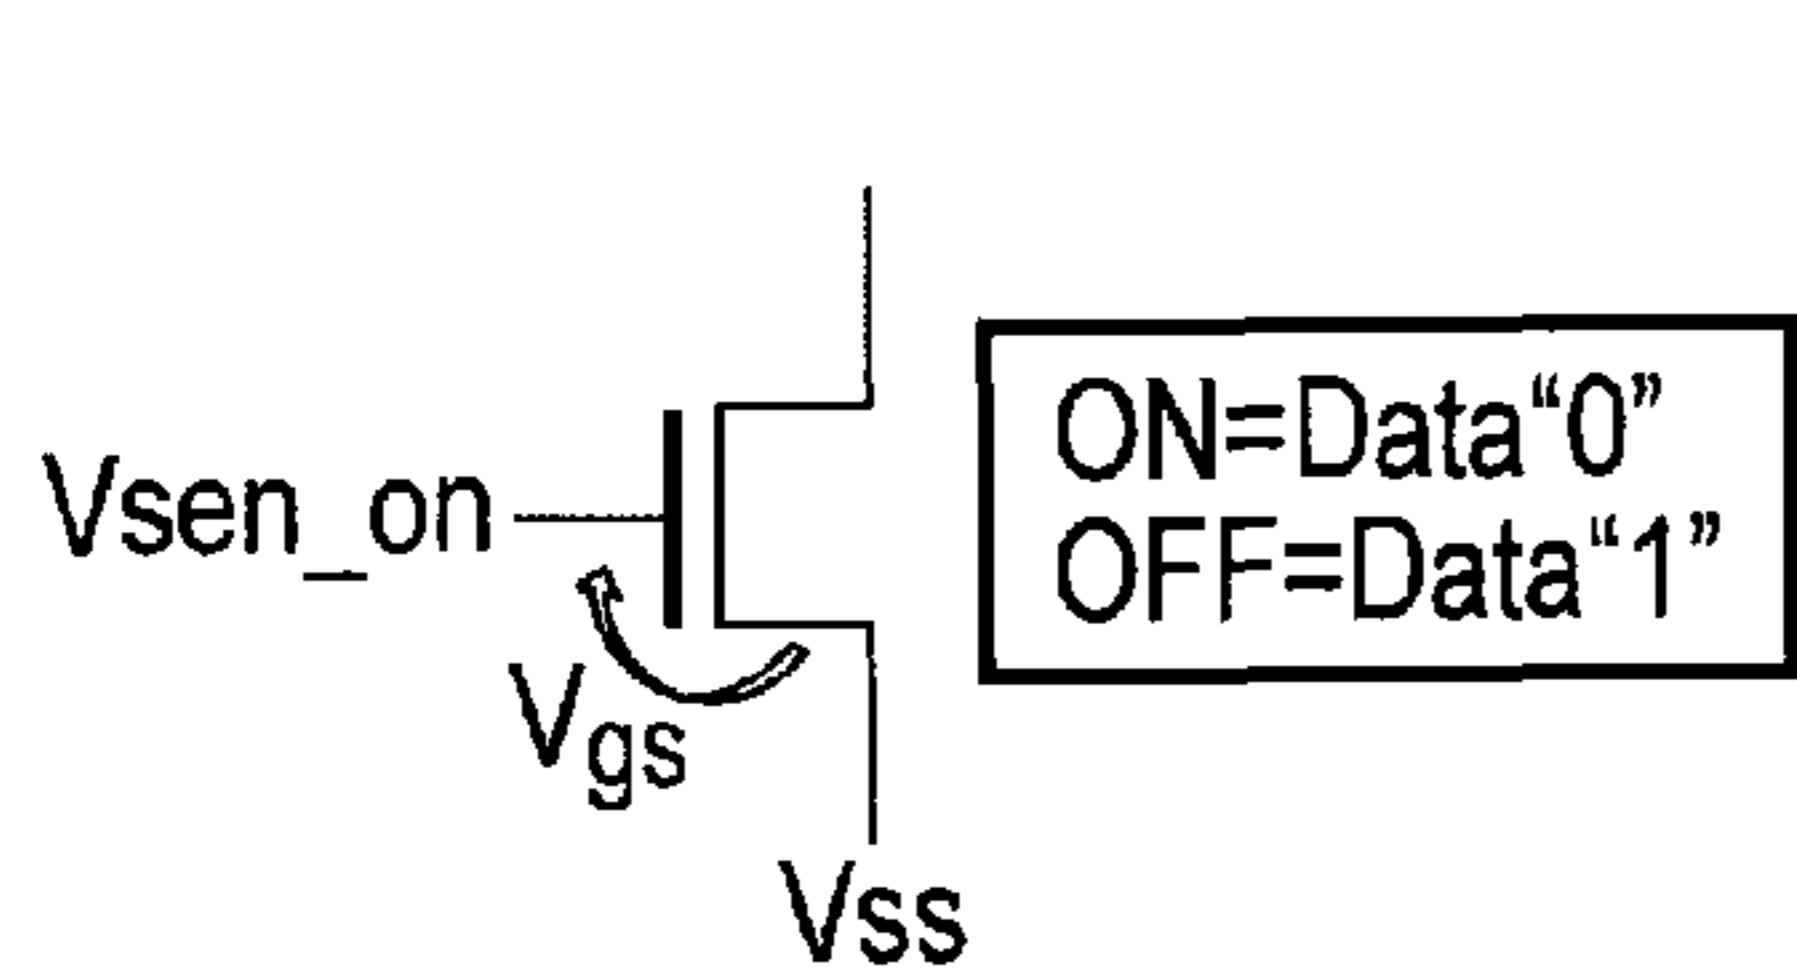 Vsen_on
Vgs
Vss
ON=Data“0”
OFF=Data“1”